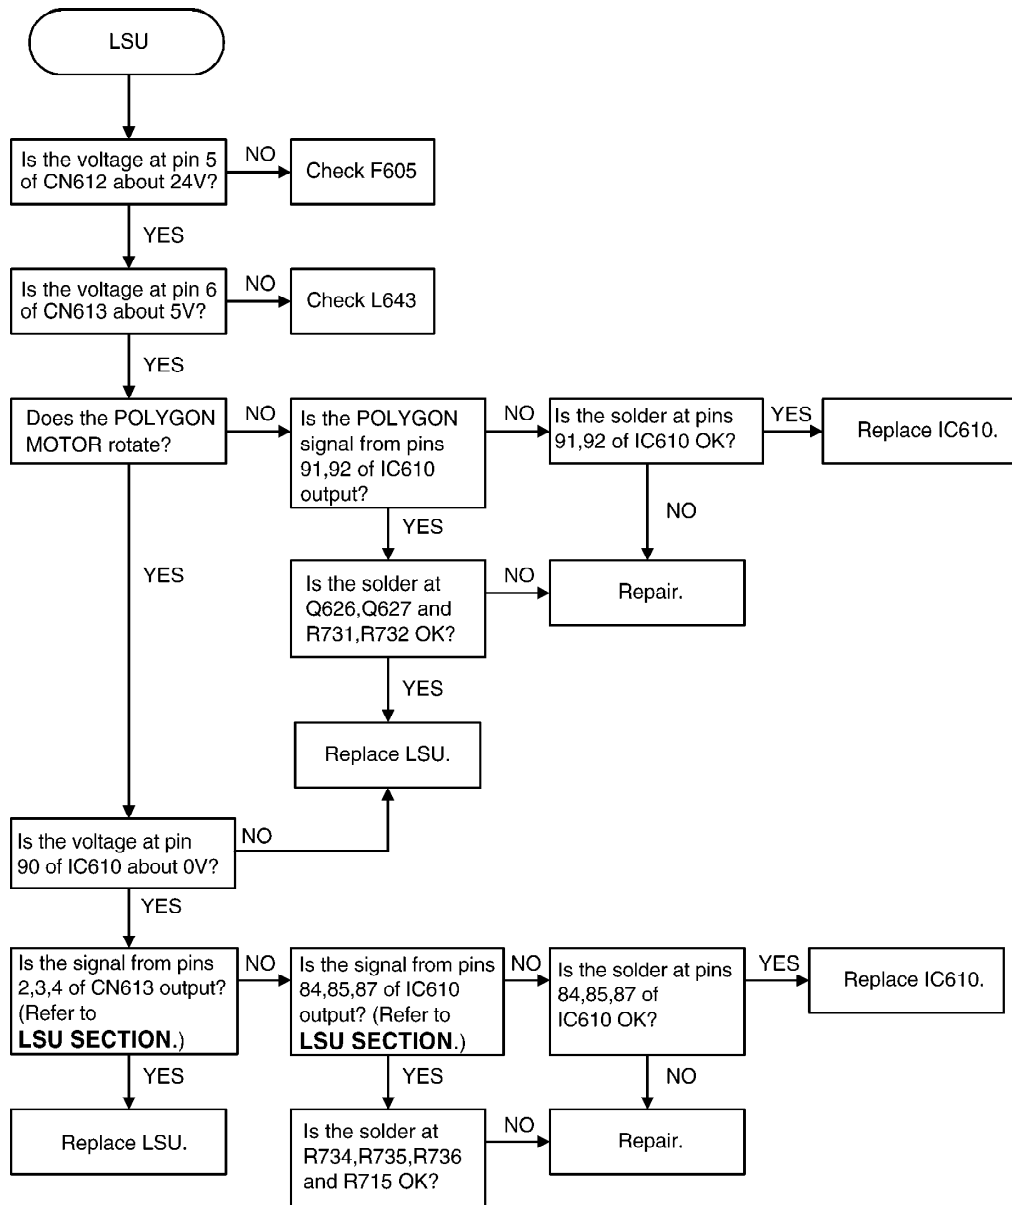 LSU
Is the voltage at pin 5
of CN612 about 24V?
NO
Check F605
YES
Is the voltage at pin 6
of CN613 about 5V?
NO
Check L643
YES
Does the POLYGON
MOTOR rotate?
NO
Is the POLYGON
signal from pins
91,92 of IC610
output?
NO
Is the solder at pins
91,92 of IC610 OK?
YES
Replace IC610.
YES
NO
YES
Is the solder at
Q626,Q627 and
R731,R732 OK?
NO
Repair.
YES
Replace LSU.
Is the voltage at pin
90 of IC610 about 0V?
NO
YES
Is the signal from pins
2,3,4 of CN613 output?
(Refer to
LSU SECTION.)
NO
Is the signal from pins
84,85,87 of IC610
output? (Refer to
LSU SECTION.)
NO
Is the solder at pins
84,85,87 of
IC610 OK?
YES
Replace IC610.
YES
YES
NO
Replace LSU.
Is the solder at
R734,R735,R736
and R715 OK?
NO
Repair.